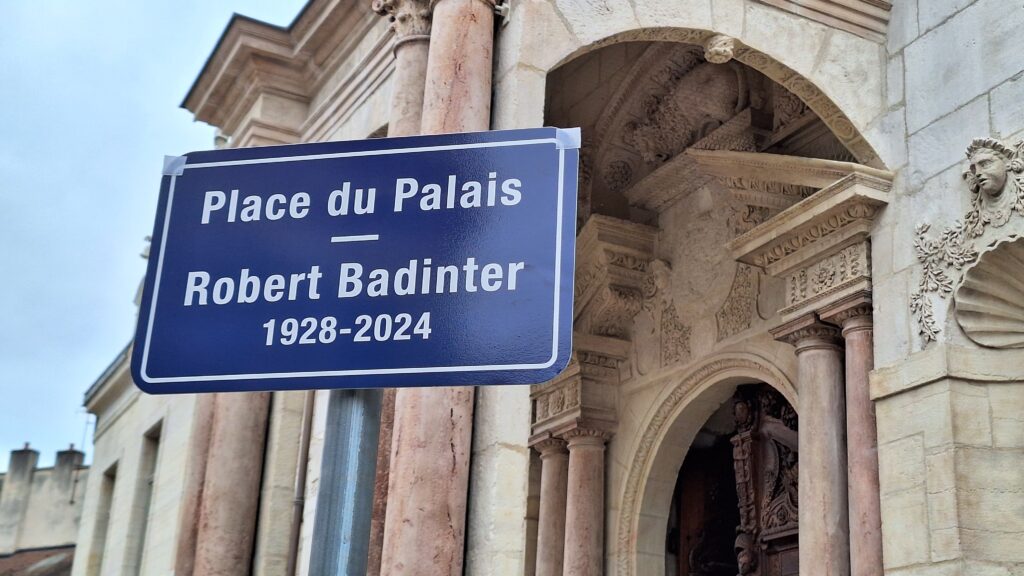 Place du Palais
Robert Badinter
1928-2024